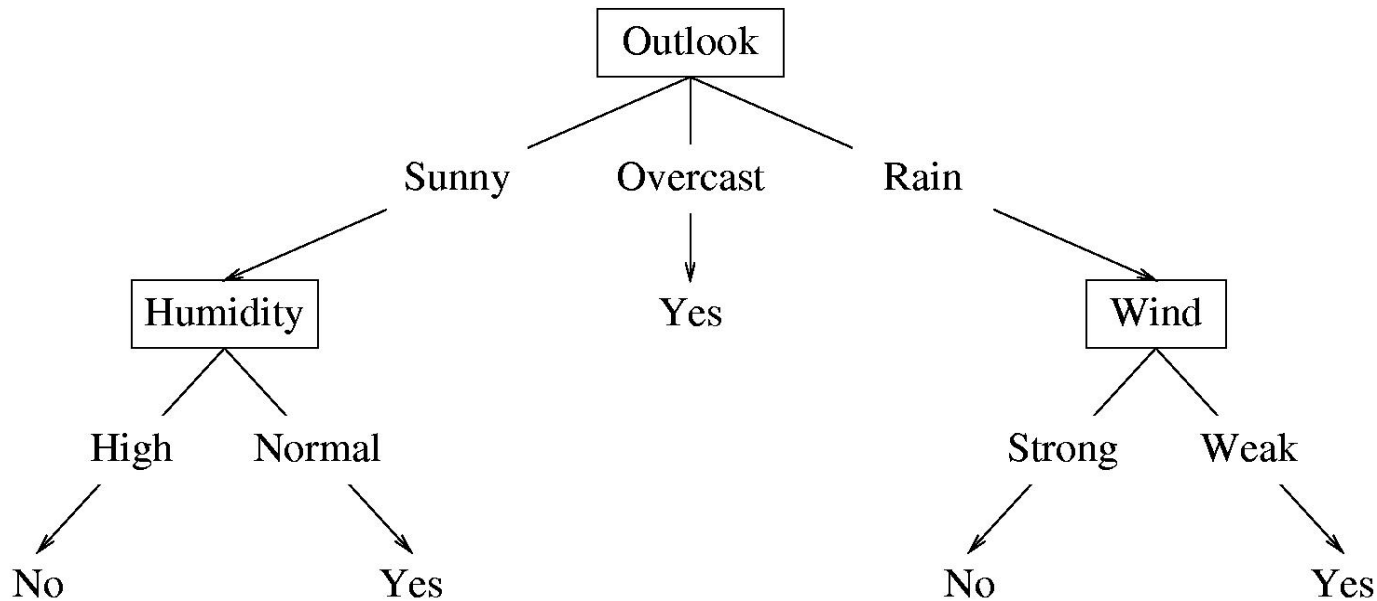 Outlook
Sunny Overcast Rain
Humidity Yes Wind
High Normal Strong Weak
No Yes No Yes